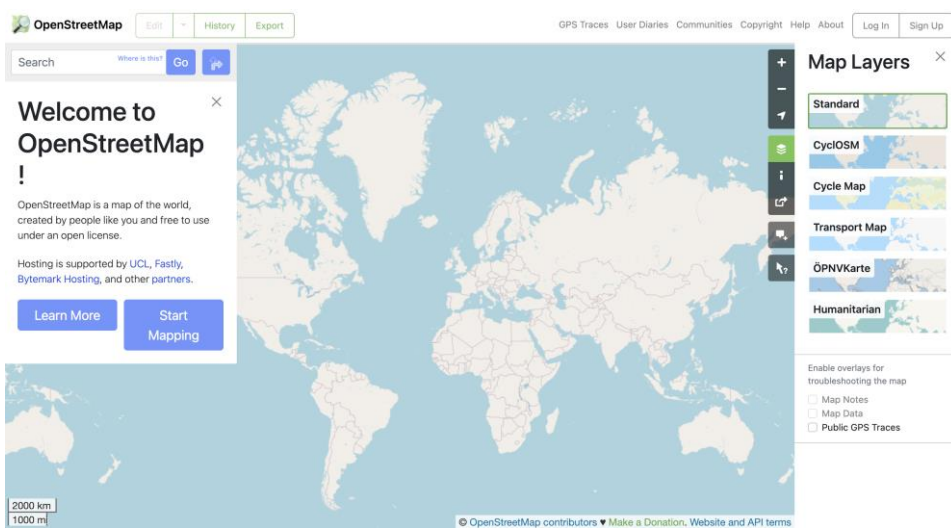 OpenStreetMap Edit History Export GPS Traces User Diaries Communities Copyright Help About Log In Sign Up
Search Where is this? Go
Welcome to
OpenStreetMap
!
OpenStreetMap is a map of the world,
created by people like you and free to use
under an open license.
Hosting is supported by UCL, Fastly,
Bytemark Hosting, and other partners.
Learn More
Start
Mapping
2000 km
1000 mi
© OpenStreetMap contributors ♥ Make a Donation. Website and API terms
Map Layers
Standard
CyclOSM
Cycle Map
Transport Map
ÖPNVKarte
Humanitarian
Enable overlays for
troubleshooting the map
Map Notes
Map Data
Public GPS Traces